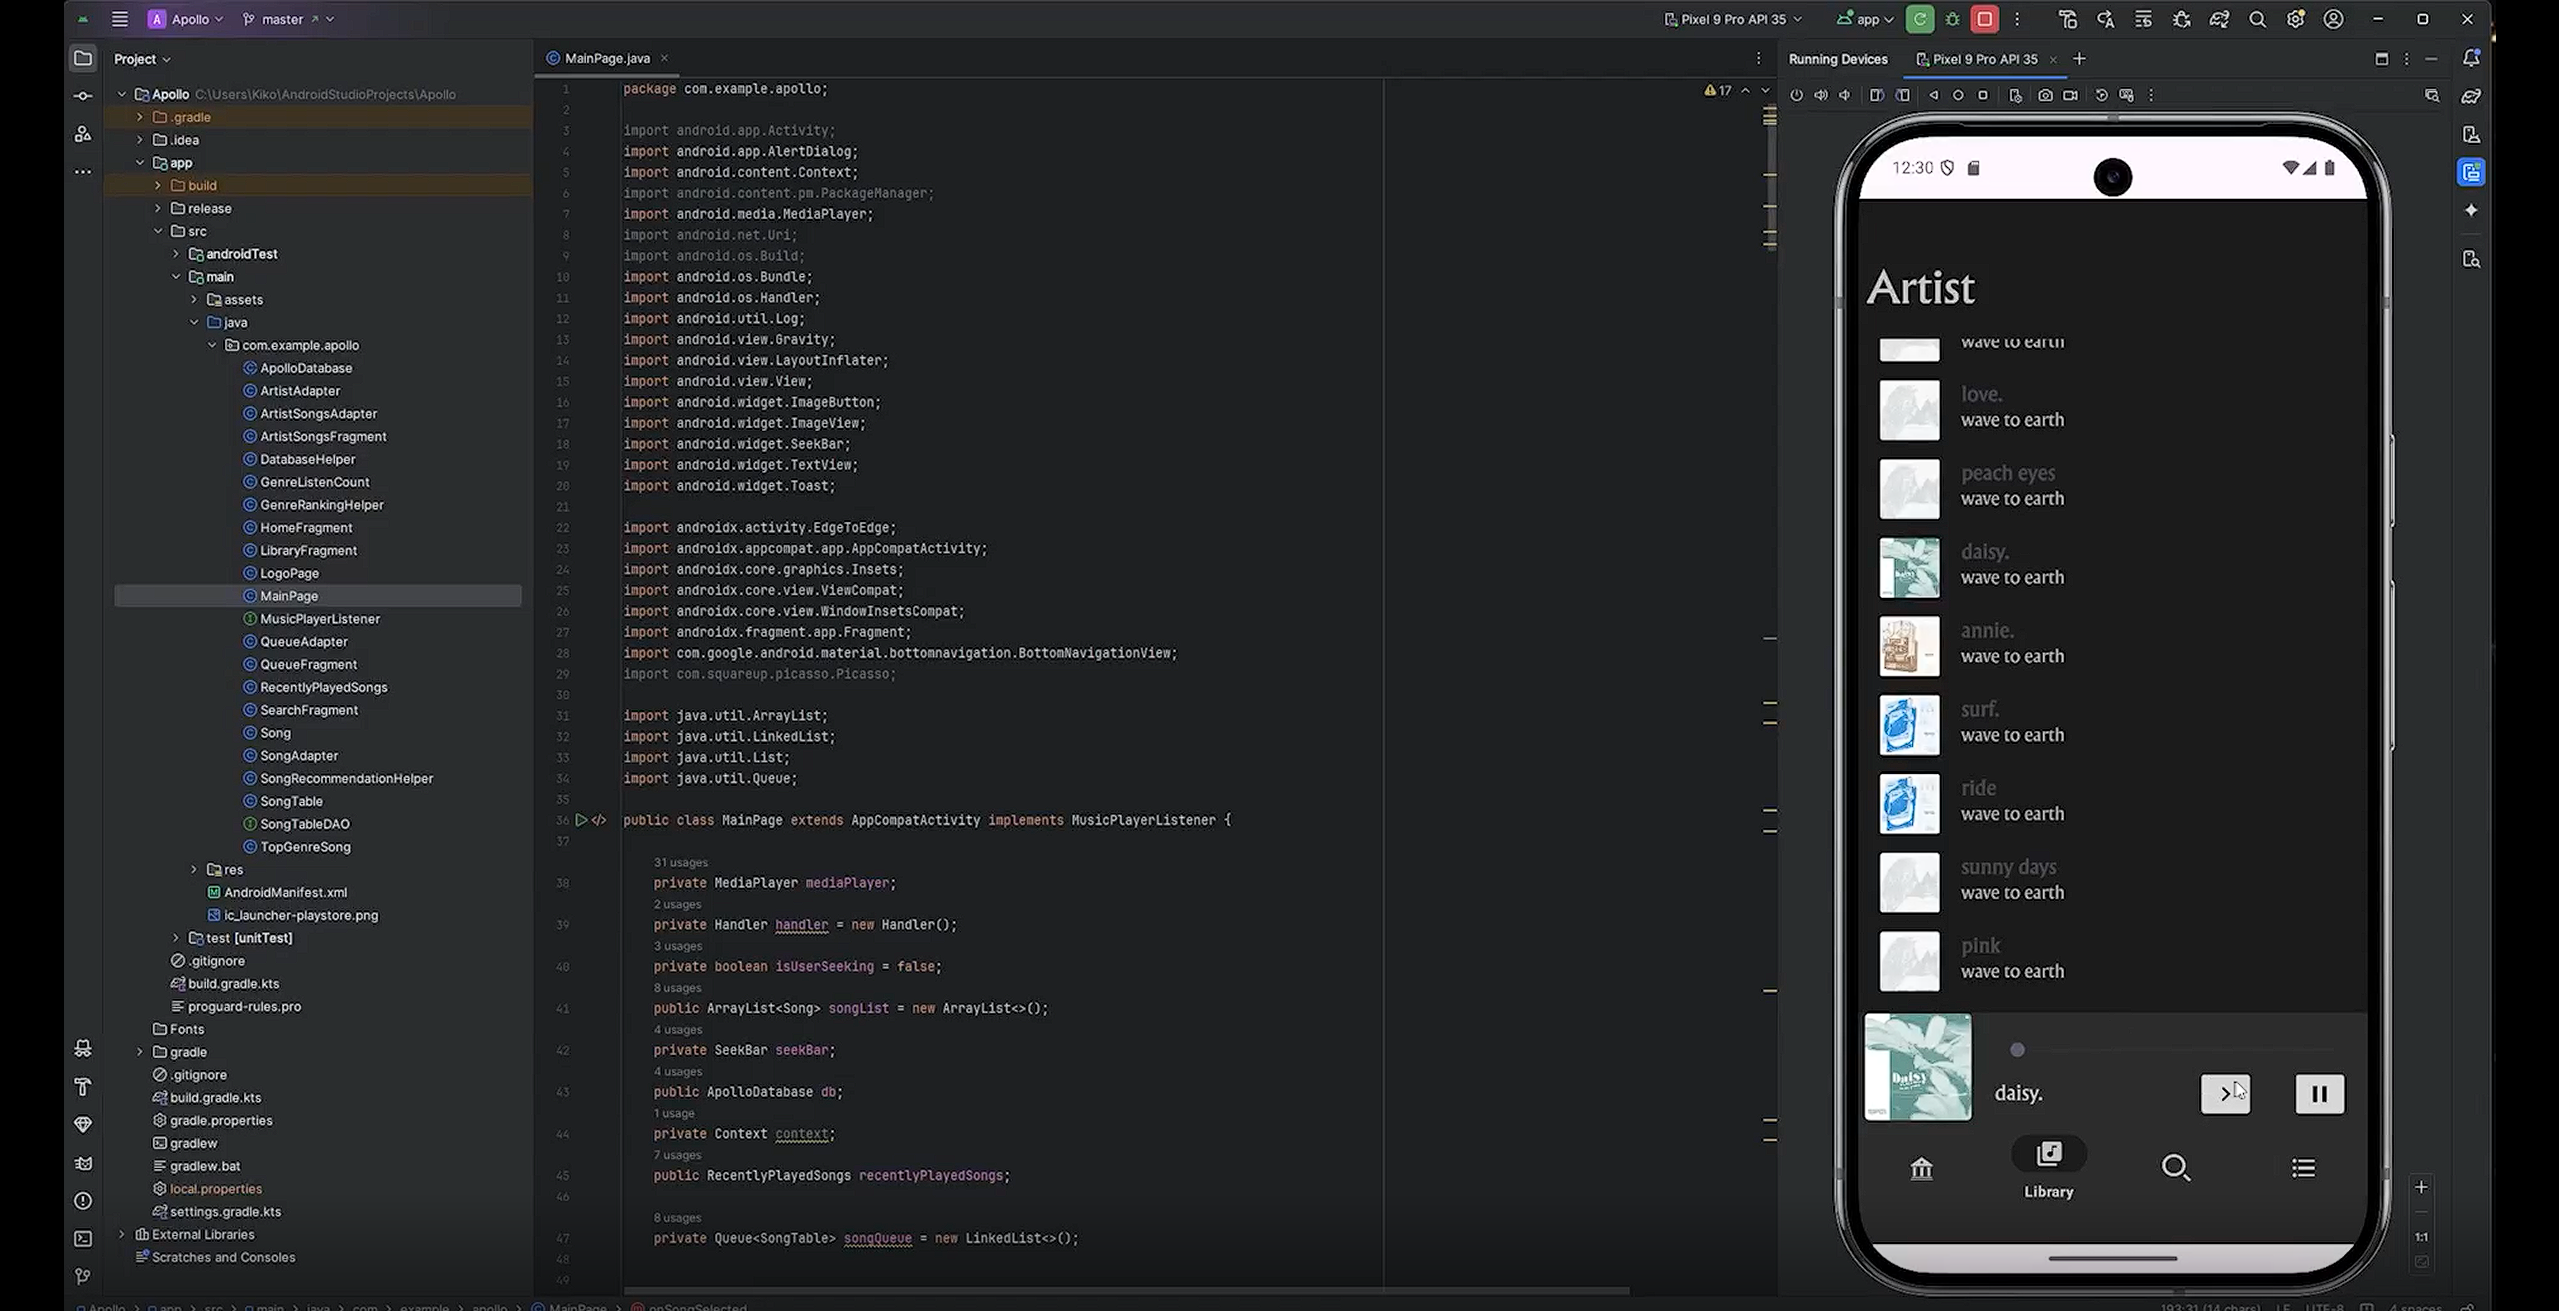 Apollo
master
Pixel 9 Pro API 35
app
Project
Apollo C:\Users\Kiko\AndroidStudioProjects\Apollo
.gradle
.idea
app
build
release
src
androidTest
main
assets
java
com.example.apollo
ApolloDatabase
ArtistAdapter
ArtistSongsAdapter
ArtistSongsFragment
DatabaseHelper
GenreListenCount
GenreRankingHelper
HomeFragment
LibraryFragment
LogoPage
MainPage
MusicPlayerListener
QueueAdapter
QueueFragment
RecentlyPlayedSongs
SearchFragment
Song
SongAdapter
SongRecommendationHelper
SongTable
SongTableDAO
TopGenreSong
res
AndroidManifest.xml
ic_launcher-playstore.png
test [unitTest]
.gitignore
build.gradle.kts
proguard-rules.pro
Fonts
gradle
.gitignore
build.gradle.kts
gradle.properties
gradlew
gradlew.bat
local.properties
settings.gradle.kts
External Libraries
Scratches and Consoles
MainPage.java
17
1 package com.example.apollo;
2
3 import android.app.Activity;
4 import android.app.AlertDialog;
5 import android.content.Context;
6 import android.content.pm.PackageManager;
7 import android.media.MediaPlayer;
8 import android.net.Uri;
9 import android.os.Build;
10 import android.os.Bundle;
11 import android.os.Handler;
12 import android.util.Log;
13 import android.view.Gravity;
14 import android.view.LayoutInflater;
15 import android.view.View;
16 import android.widget.ImageButton;
17 import android.widget.ImageView;
18 import android.widget.SeekBar;
19 import android.widget.TextView;
20 import android.widget.Toast;
21
22 import androidx.activity.EdgeToEdge;
23 import androidx.appcompat.app.AppCompatActivity;
24 import androidx.core.graphics.Insets;
25 import androidx.core.view.ViewCompat;
26 import androidx.core.view.WindowInsetsCompat;
27 import androidx.fragment.app.Fragment;
28 import com.google.android.material.bottomnavigation.BottomNavigationView;
29 import com.squareup.picasso.Picasso;
30
31 import java.util.ArrayList;
32 import java.util.LinkedList;
33 import java.util.List;
34 import java.util.Queue;
35
36 public class MainPage extends AppCompatActivity implements MusicPlayerListener {
37
31 usages
38 private MediaPlayer mediaPlayer;
2 usages
39 private Handler handler = new Handler();
3 usages
40 private boolean isUserSeeking = false;
8 usages
41 public ArrayList<Song> songList = new ArrayList<>();
4 usages
42 private SeekBar seekBar;
4 usages
43 public ApolloDatabase db;
1 usage
44 private Context context;
7 usages
45 public RecentlyPlayedSongs recentlyPlayedSongs;
46
8 usages
47 private Queue<SongTable> songQueue = new LinkedList<>();
48
49
Running Devices
Pixel 9 Pro API 35
12:30
Artist
wave to earth
love.
wave to earth
peach eyes
wave to earth
daisy.
wave to earth
annie.
wave to earth
surf.
wave to earth
ride
wave to earth
sunny days
wave to earth
pink
wave to earth
Daisy
daisy.
Library
1:1
Apollo > app > src > main > java > com > example > apollo > MainPage > onSongSelected
193:31 (14 chars) LF UTF-8 4 spaces